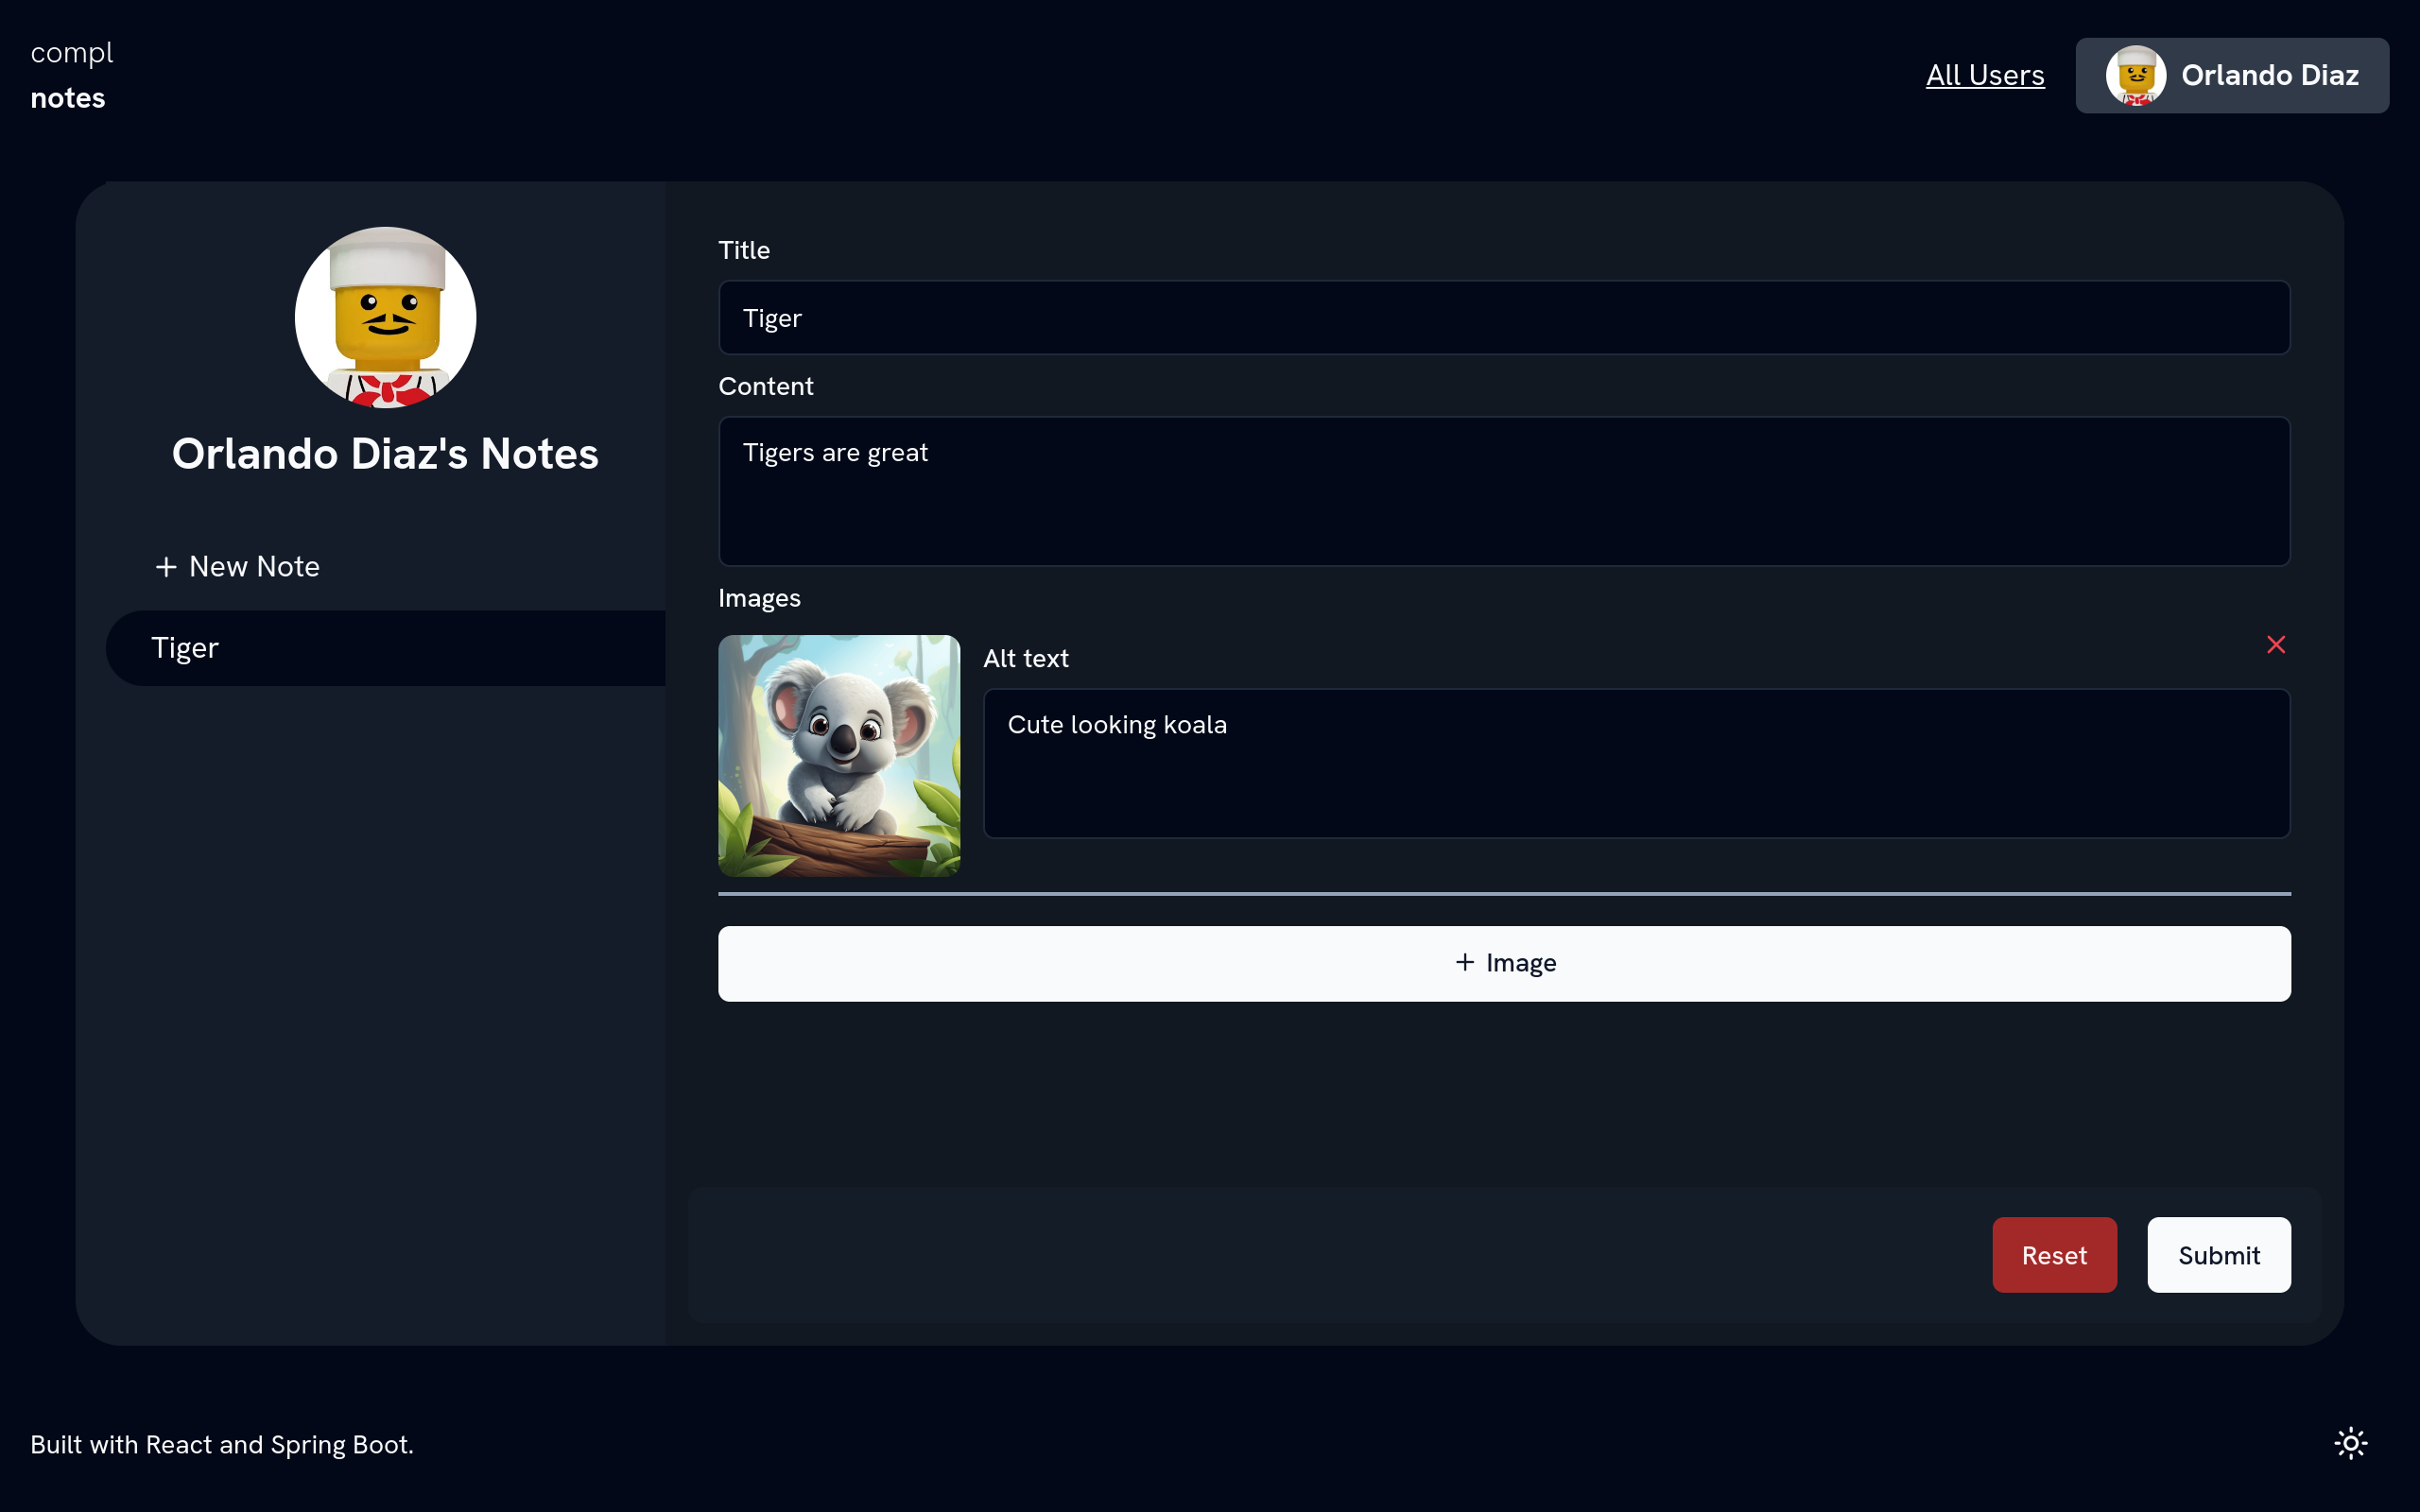 compl
notes
All Users
Orlando Diaz
Orlando Diaz's Notes
+ New Note
Tiger
Title
Tiger
Content
Tigers are great
Images
Alt text
Cute looking koala
+ Image
Reset
Submit
Built with React and Spring Boot.